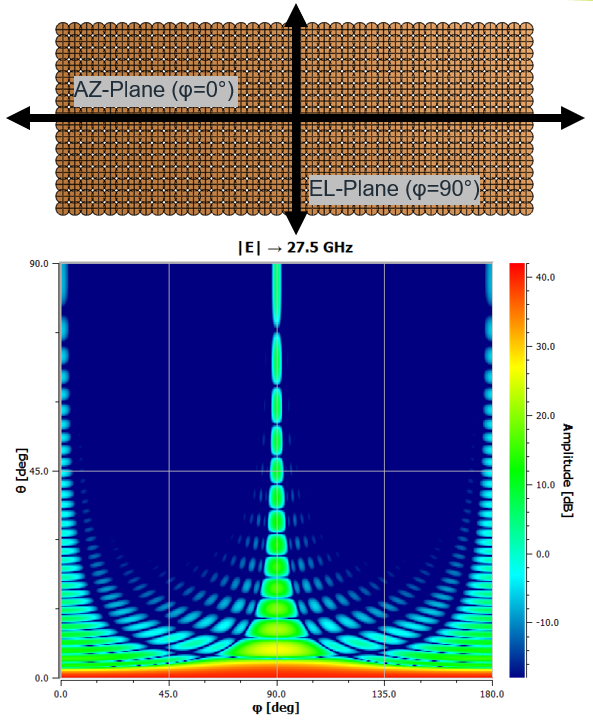 AZ-Plane (φ=0°)
EL-Plane (φ=90°)
|E| → 27.5 GHz
90.0
45.0
0.0
θ [deg]
0.0
45.0
90.0
135.0
180.0
φ [deg]
40.0
30.0
20.0
10.0
0.0
-10.0
Amplitude [dB]